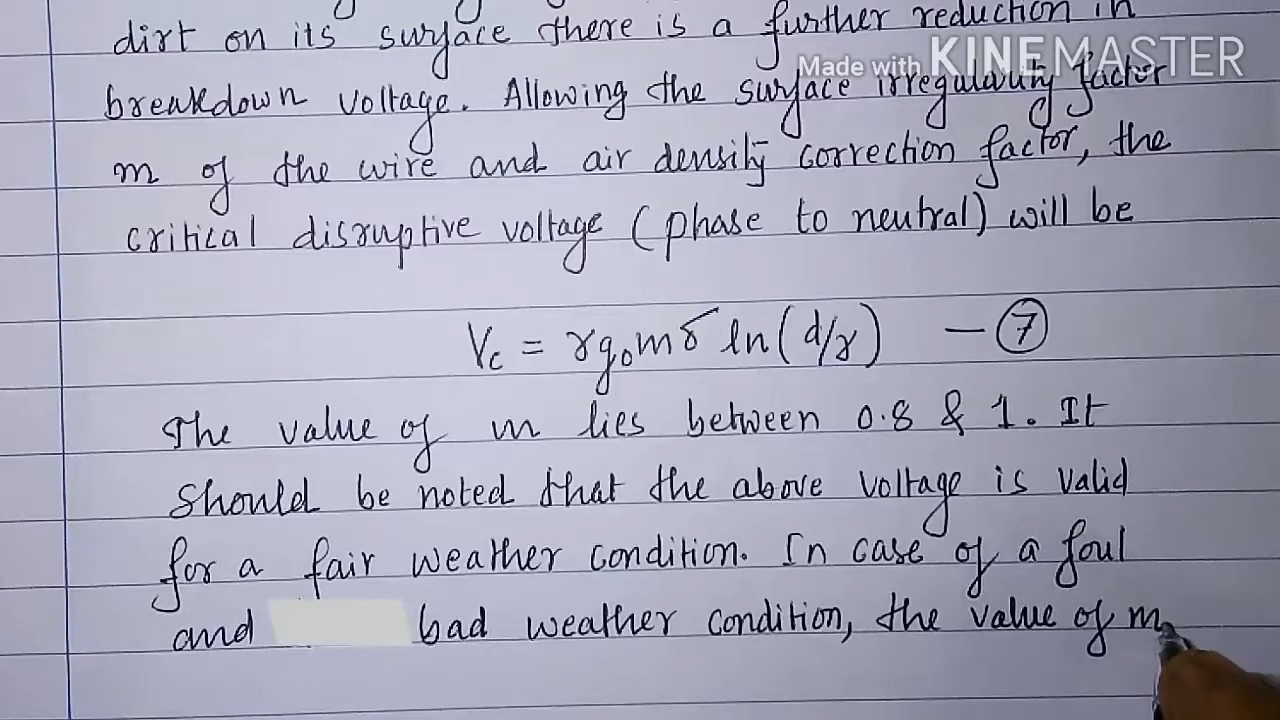 dirt on its surface there is a further reduction in
Made with KINEMASTER
breakdown voltage. Allowing the surface irregularity factor
m of the wire and air density correction factor, the
critical disruptive voltage (phase to neutral) will be
Vc = rg₀mδ ln(d/r) — ⑦
The value of m lies between 0.8 & 1. It
should be noted that the above voltage is valid
for a fair weather condition. In case of a foul
and bad weather condition, the value of m